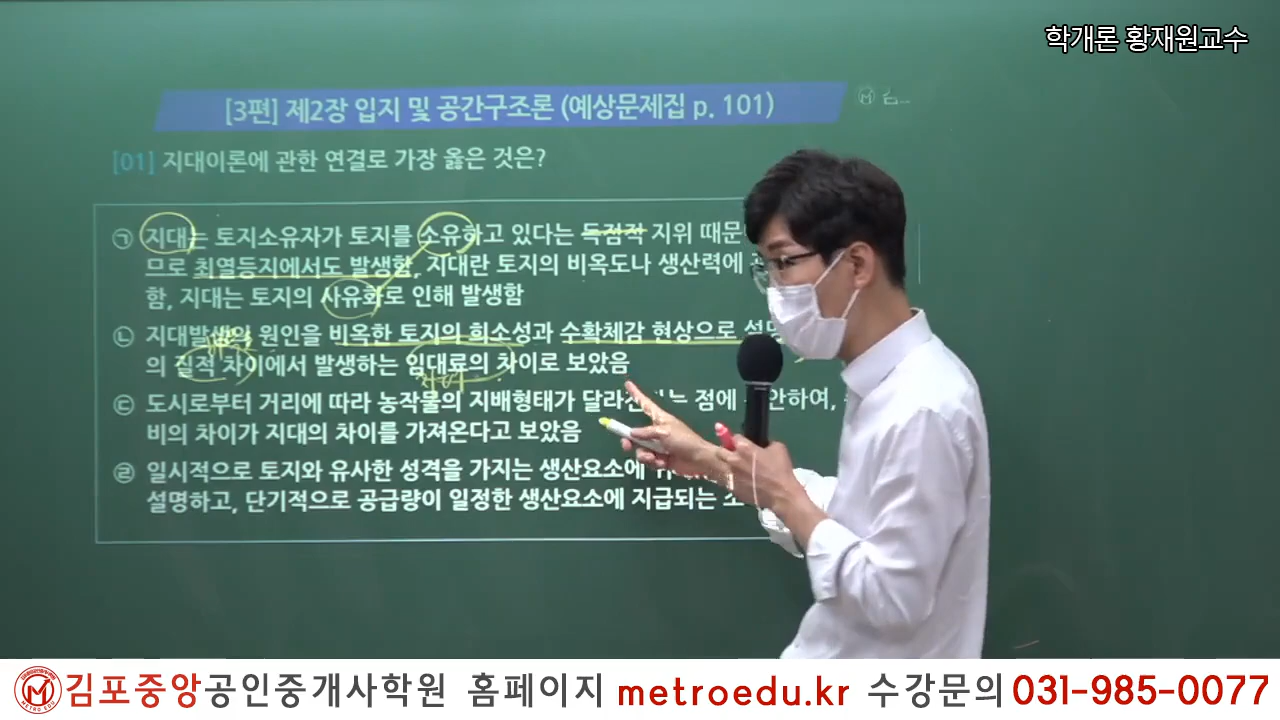 학개론 황재원교수
[3편] 제2장 입지 및 공간구조론 (예상문제집 p. 101)
[01] 지대이론에 관한 연결로 가장 옳은 것은?
㉠ 지대는 토지소유자가 토지를 소유하고 있다는 독점적 지위 때문
므로 최열등지에서도 발생함, 지대란 토지의 비옥도나 생산력에
함, 지대는 토지의 사유화로 인해 발생함
㉡ 지대발생의 원인을 비옥한 토지의 희소성과 수확체감 현상으로
의 질적 차이에서 발생하는 임대료의 차이로 보았음
㉢ 도시로부터 거리에 따라 농작물의 지배형태가 점에
비의 차이가 지대의 차이를 가져온다고 보았음
㉣ 일시적으로 토지와 유사한 성격을 가지는 생산요소에
설명하고, 단기적으로 공급량이 일정한 생산요소에 지급되는
김포중앙공인중개사학원 홈페이지 metroedu.kr 수강문의 031-985-0077